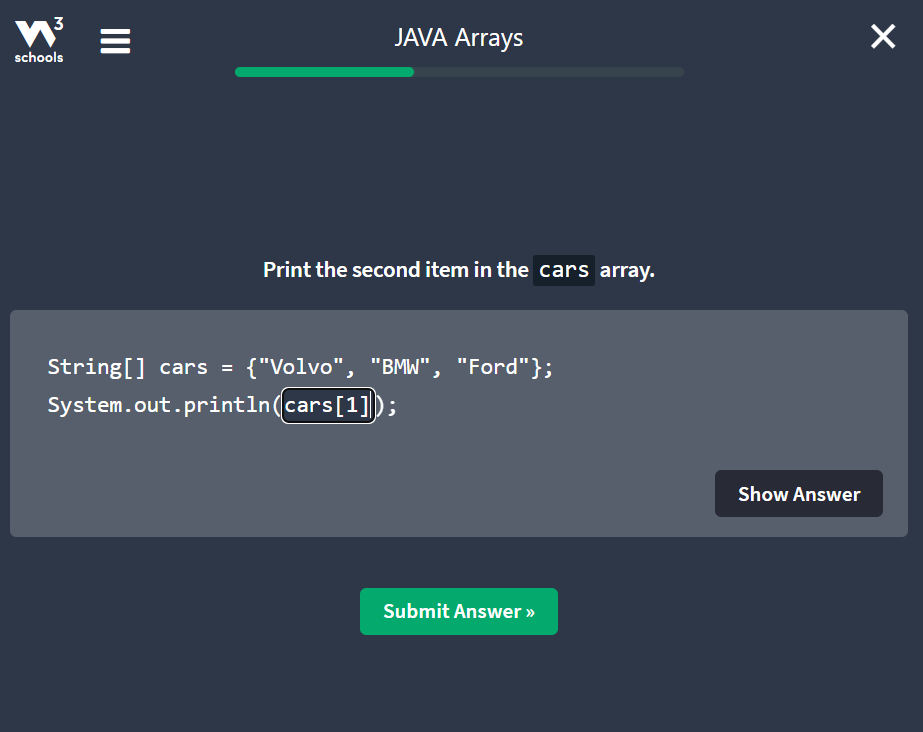 3
schools
JAVA Arrays
Print the second item in the cars array.
String[] cars = {"Volvo", "BMW", "Ford"};
System.out.println(cars[1]);
Show Answer
Submit Answer »